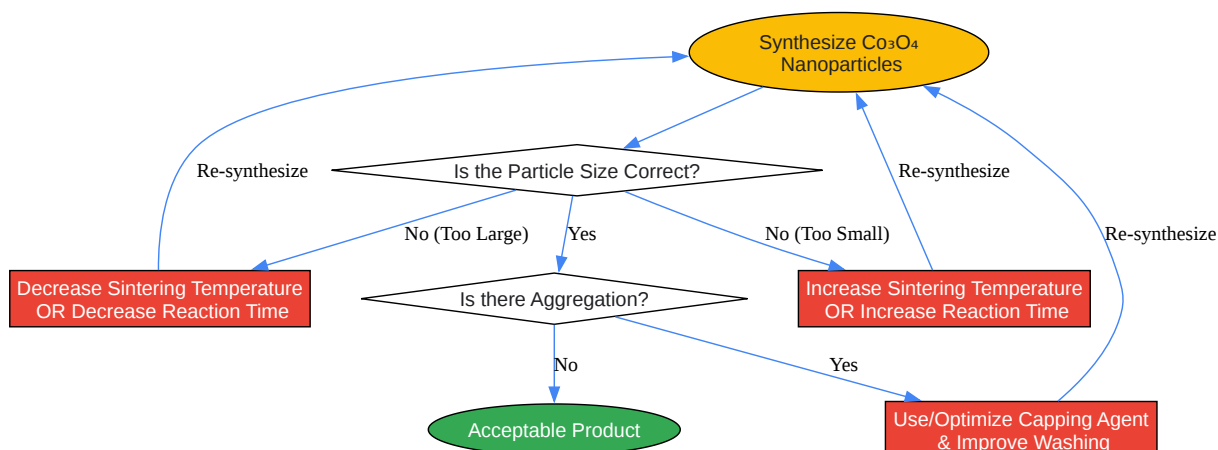 Synthesize Co₃O₄
Nanoparticles
Is the Particle Size Correct?
Re-synthesize
Re-synthesize
No (Too Large)
Yes
No (Too Small)
Re-synthesize
Decrease Sintering Temperature
OR Decrease Reaction Time
Is there Aggregation?
Increase Sintering Temperature
OR Increase Reaction Time
No
Yes
Acceptable Product
Use/Optimize Capping Agent
& Improve Washing